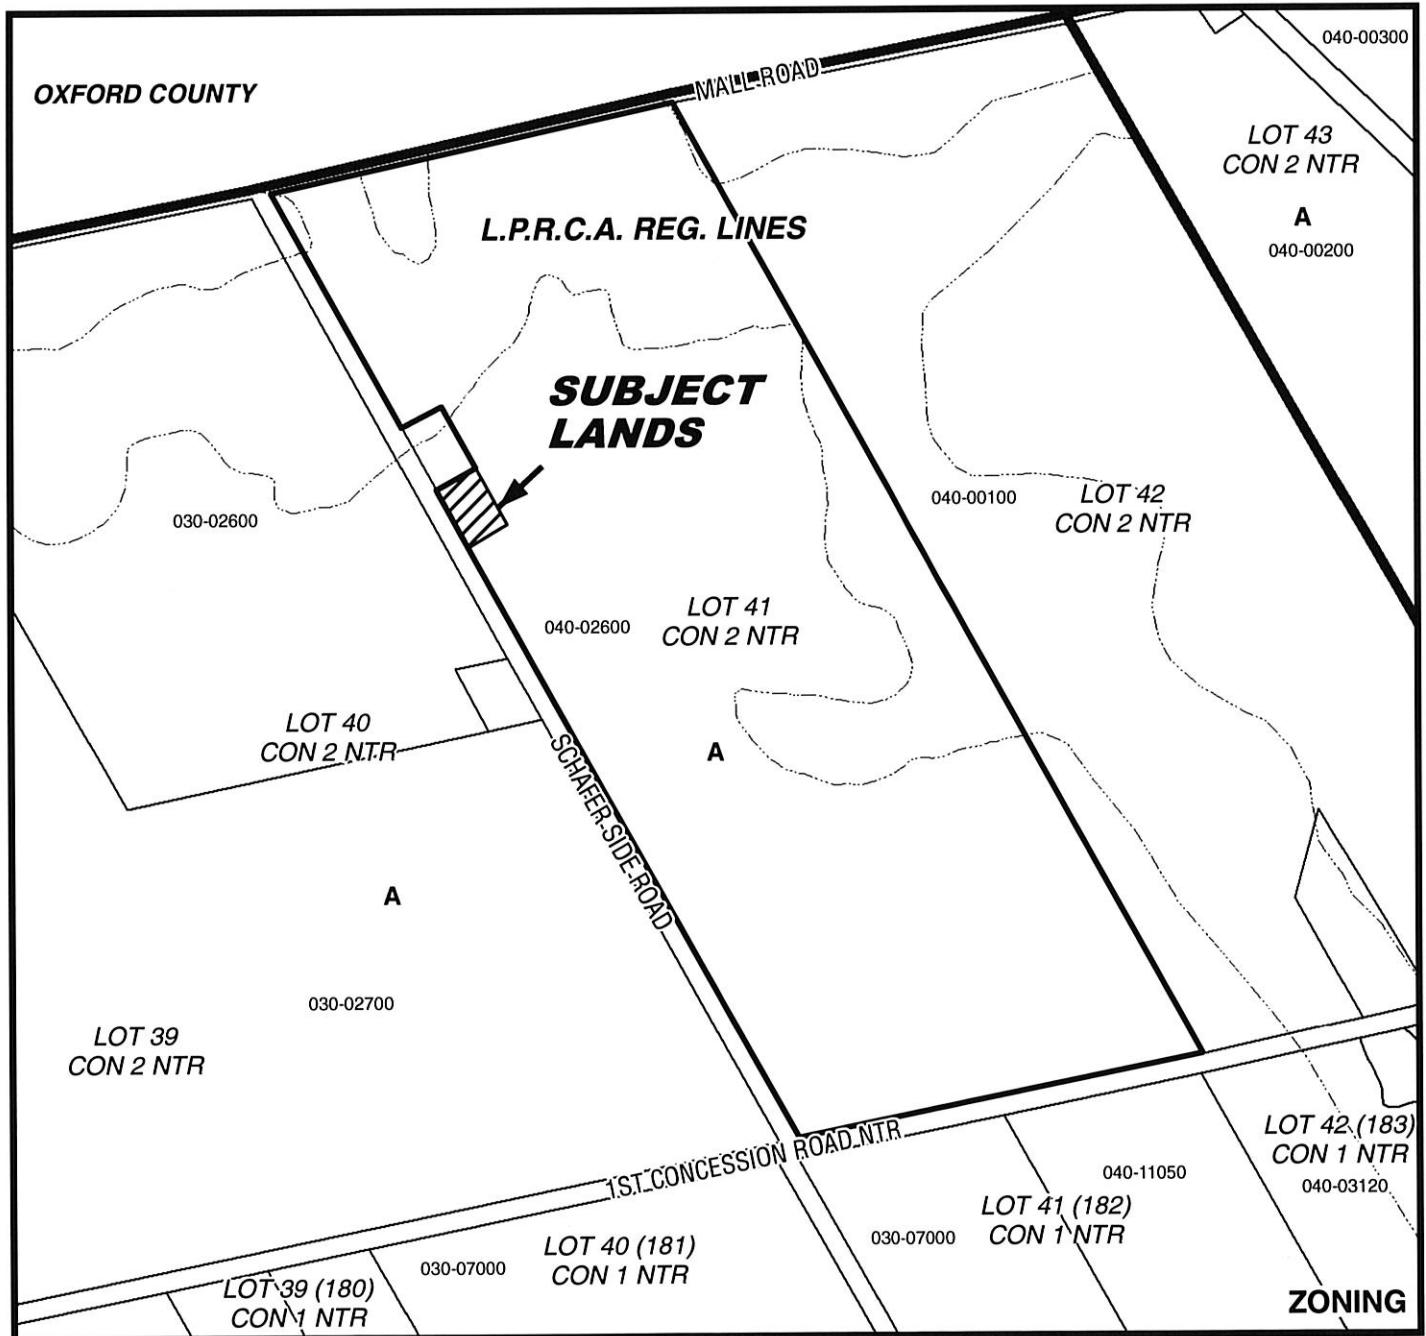 040-00300
OXFORD COUNTY
MALL ROAD
LOT 43
CON 2 NTR
A
040-00200
L.P.R.C.A. REG. LINES
SUBJECT
LANDS
030-02600
040-00100
LOT 42
CON 2 NTR
040-02600
LOT 41
CON 2 NTR
LOT 40
CON 2 NTR
A
SCHAFER SIDE ROAD
A
030-02700
LOT 39
CON 2 NTR
1ST CONCESSION ROAD NTR
LOT 42 (183)
CON 1 NTR
040-03120
040-11050
LOT 41 (182)
CON 1 NTR
030-07000
LOT 40 (181)
CON 1 NTR
030-07000
LOT 39 (180)
CON 1 NTR
ZONING